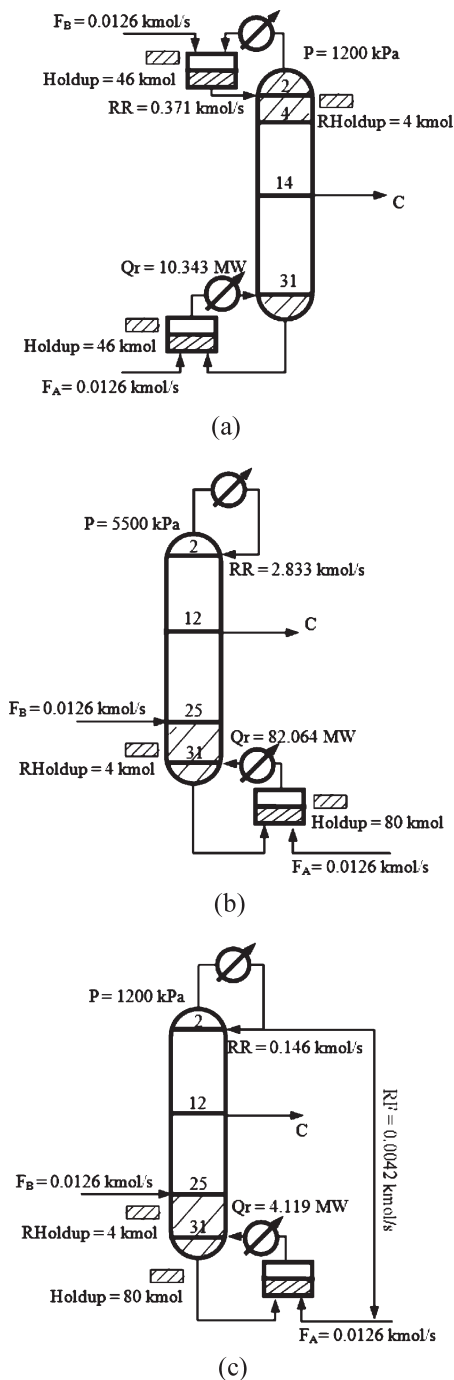 F_B = 0.0126 kmol/s
P = 1200 kPa
Holdup = 46 kmol
2
RR = 0.371 kmol/s
4
RHoldup = 4 kmol
14
C
Qr = 10.343 MW
31
Holdup = 46 kmol
F_A = 0.0126 kmol/s
(a)
P = 5500 kPa
2
RR = 2.833 kmol/s
12
C
F_B = 0.0126 kmol/s
25
Qr = 82.064 MW
31
RHoldup = 4 kmol
Holdup = 80 kmol
F_A = 0.0126 kmol/s
(b)
P = 1200 kPa
2
RR = 0.146 kmol/s
RF = 0.0042 kmol/s
12
C
F_B = 0.0126 kmol/s
25
Qr = 4.119 MW
RHoldup = 4 kmol
31
Holdup = 80 kmol
F_A = 0.0126 kmol/s
(c)